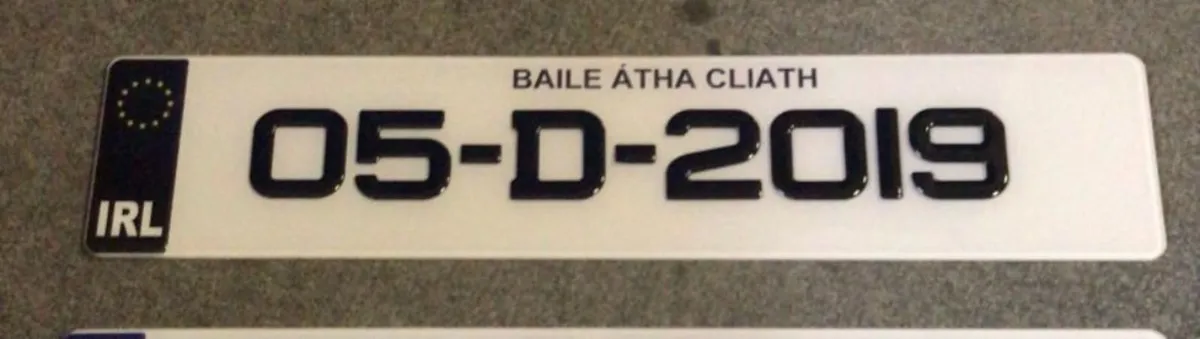 BAILE ÁTHA CLIATH
05-D-2019
IRL